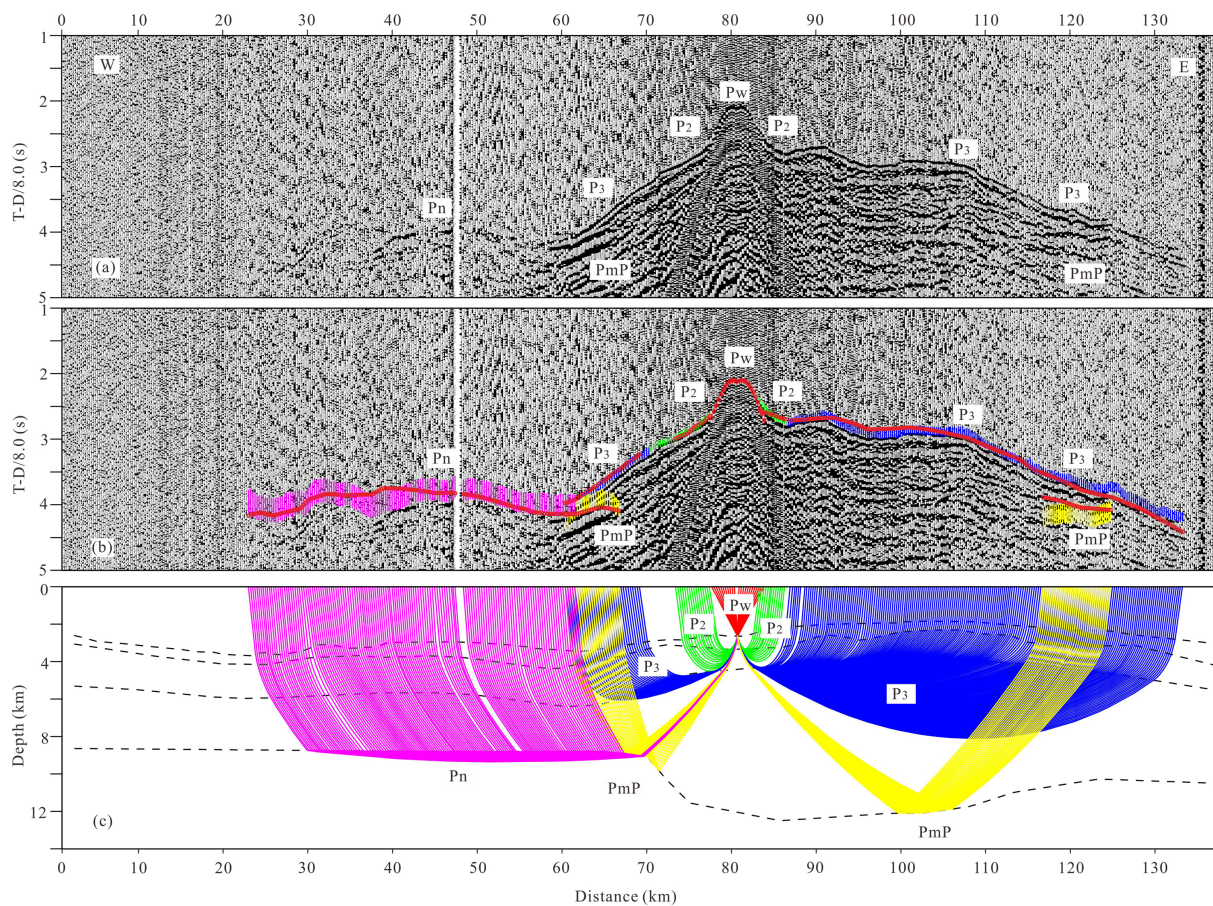 0 10 20 30 40 50 60 70 80 90 100 110 120 130
1
W
E
2
Pw
P2
P2
T-D/8.0 (s)
3
P3
P3
P3
Pn
4
(a)
PmP
PmP
5
1
2
Pw
P2
P2
T-D/8.0 (s)
3
P3
P3
P3
Pn
4
(b)
PmP
PmP
5
0
Pw
P2
P2
4
P3
P3
Depth (km)
8
Pn
PmP
12
(c)
PmP
0 10 20 30 40 50 60 70 80 90 100 110 120 130
Distance (km)